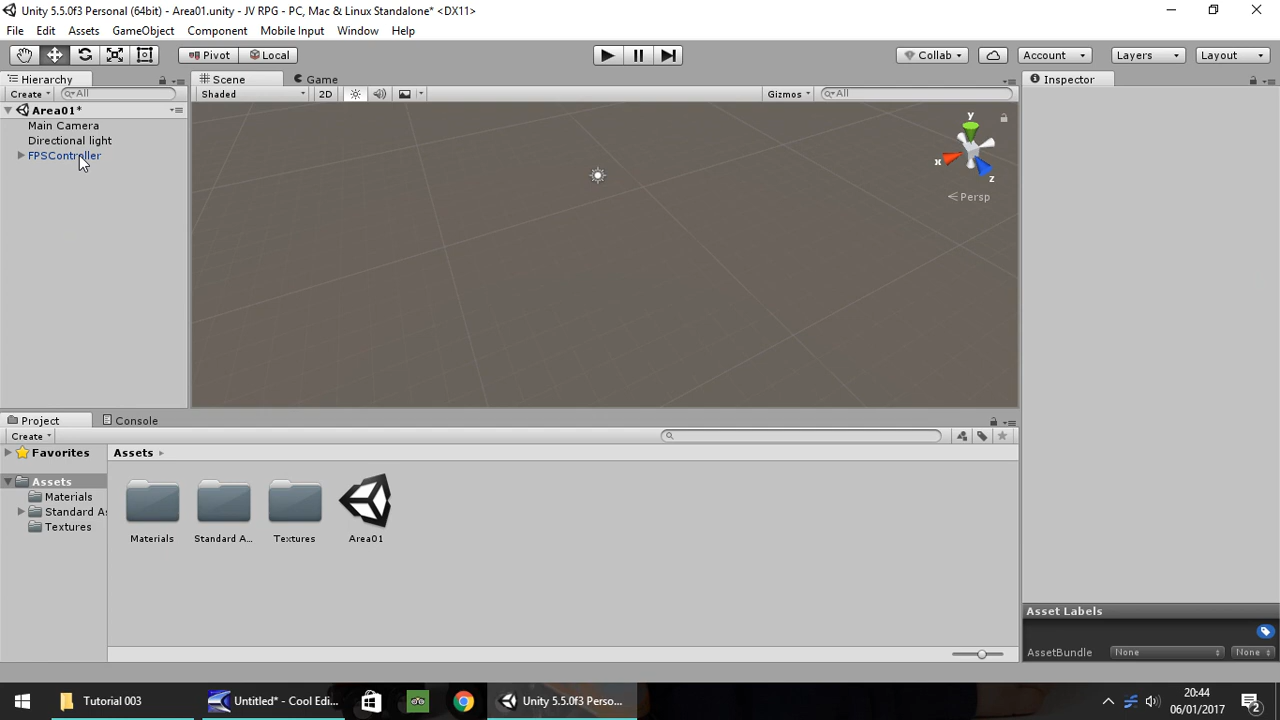 Unity 5.5.0f3 Personal (64bit) - Area01.unity - JV RPG - PC, Mac & Linux Standalone* <DX11>
File Edit Assets GameObject Component Mobile Input Window Help
Pivot Local Collab Account Layers Layout
Hierarchy Scene Game Inspector
Create All Shaded 2D Gizmos All
Area01*
Main Camera
Directional light
FPSController
y
x
z
Persp
Project Console
Create
Favorites Assets
Assets
Materials
Standard As
Textures
Materials Standard A... Textures Area01
Asset Labels
AssetBundle None None
Tutorial 003 Untitled* - Cool Edi... Unity 5.5.0f3 Perso...
20:44
06/01/2017
2